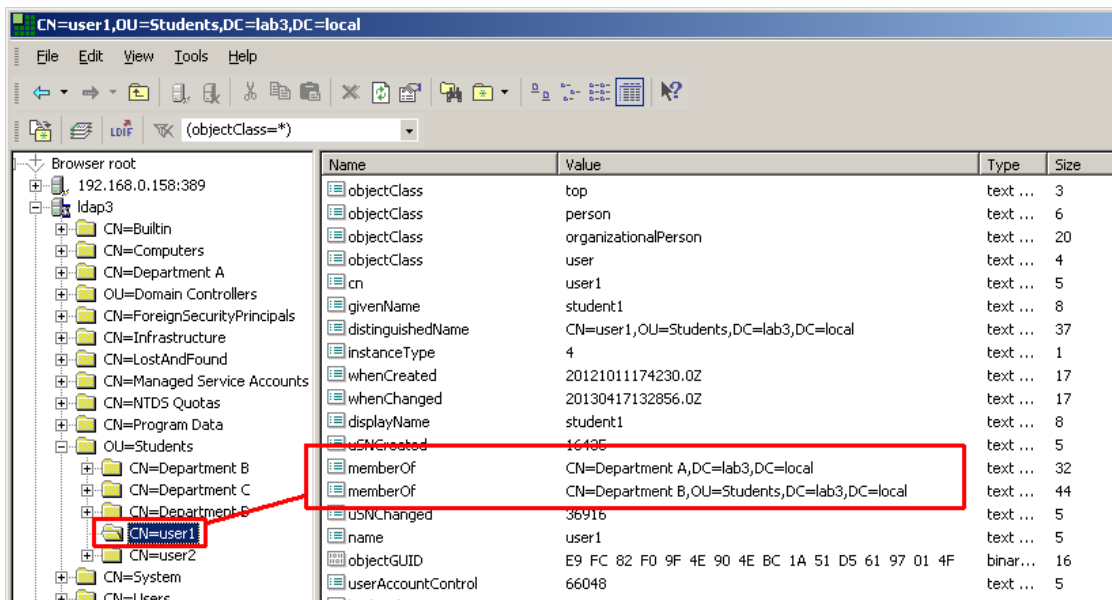 CN=user1,OU=Students,DC=lab3,DC=local
File Edit View Tools Help
LDIF (objectClass=*)
Browser root
192.168.0.158:389
ldap3
CN=Builtin
CN=Computers
CN=Department A
OU=Domain Controllers
CN=ForeignSecurityPrincipals
CN=Infrastructure
CN=LostAndFound
CN=Managed Service Accounts
CN=NTDS Quotas
CN=Program Data
OU=Students
CN=Department B
CN=Department C
CN=Department D
CN=user1
CN=user2
CN=System
CN=Users
Name Value Type Size
objectClass top text ... 3
objectClass person text ... 6
objectClass organizationalPerson text ... 20
objectClass user text ... 4
cn user1 text ... 5
givenName student1 text ... 8
distinguishedName CN=user1,OU=Students,DC=lab3,DC=local text ... 37
instanceType 4 text ... 1
whenCreated 20121011174230.0Z text ... 17
whenChanged 20130417132856.0Z text ... 17
displayName student1 text ... 8
uSNCreated 16435 text ... 5
memberOf CN=Department A,DC=lab3,DC=local text ... 32
memberOf CN=Department B,OU=Students,DC=lab3,DC=local text ... 44
uSNChanged 36916 text ... 5
name user1 text ... 5
objectGUID E9 FC 82 F0 9F 4E 90 4E BC 1A 51 D5 61 97 01 4F binar... 16
userAccountControl 66048 text ... 5